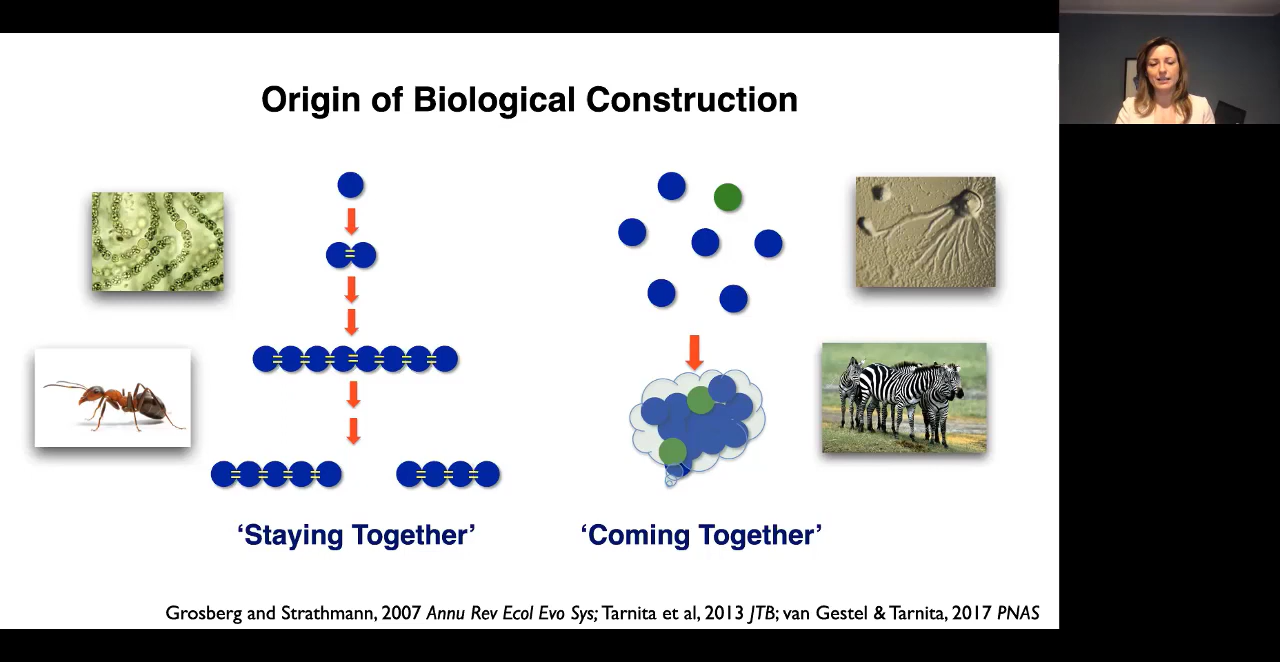 Origin of Biological Construction
‘Staying Together’
‘Coming Together’
Grosberg and Strathmann, 2007 Annu Rev Ecol Evo Sys; Tarnita et al, 2013 JTB; van Gestel & Tarnita, 2017 PNAS